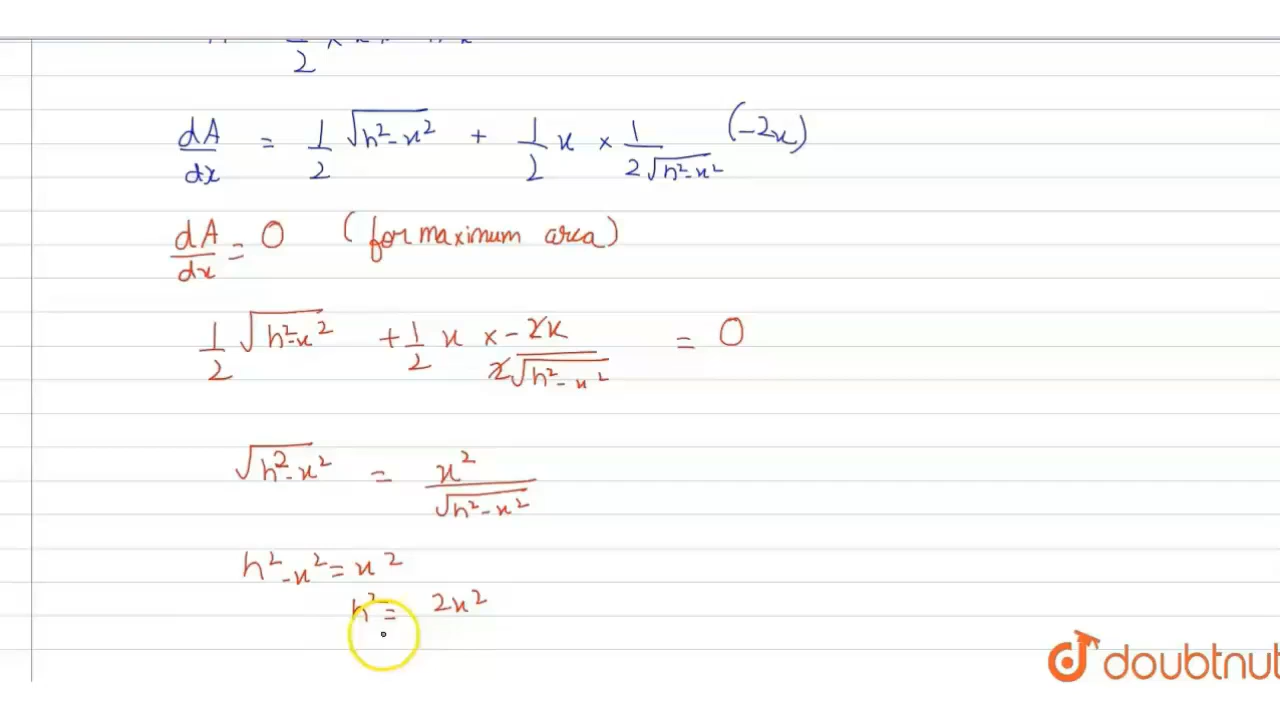 2
dA/dx = 1/2 √h²-x² + 1/2 x × 1/2√h²-x² (-2x)
dA/dx = 0 (for maximum area)
1/2 √h²-x² + 1/2 x × -2x/2√h²-x² = 0
√h²-x² = x²/√h²-x²
h²-x² = x²
h² = 2x²
doubtnut